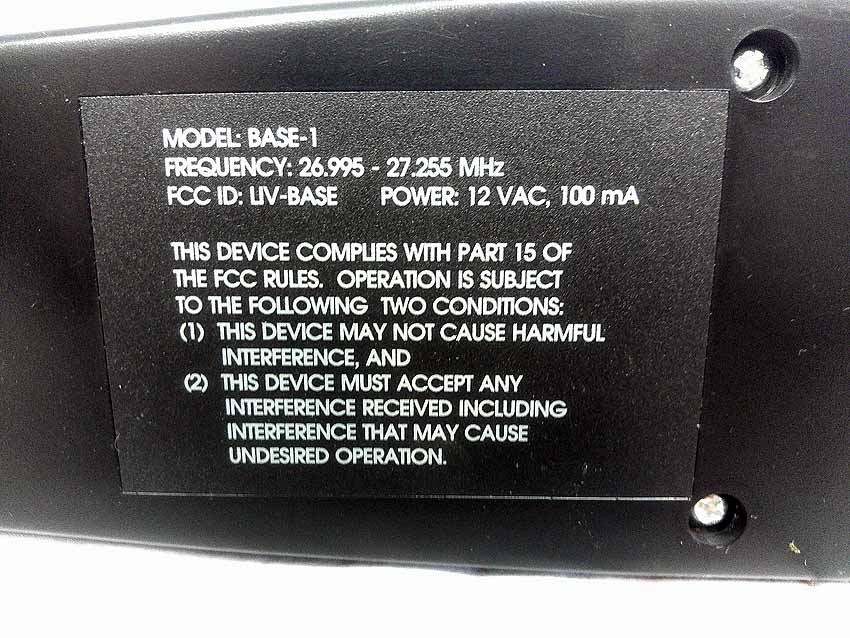 MODEL: BASE-1
FREQUENCY: 26.995 - 27.255 MHz
FCC ID: LIV-BASE POWER: 12 VAC, 100 mA
THIS DEVICE COMPLIES WITH PART 15 OF
THE FCC RULES. OPERATION IS SUBJECT
TO THE FOLLOWING TWO CONDITIONS:
(1) THIS DEVICE MAY NOT CAUSE HARMFUL
INTERFERENCE, AND
(2) THIS DEVICE MUST ACCEPT ANY
INTERFERENCE RECEIVED INCLUDING
INTERFERENCE THAT MAY CAUSE
UNDESIRED OPERATION.